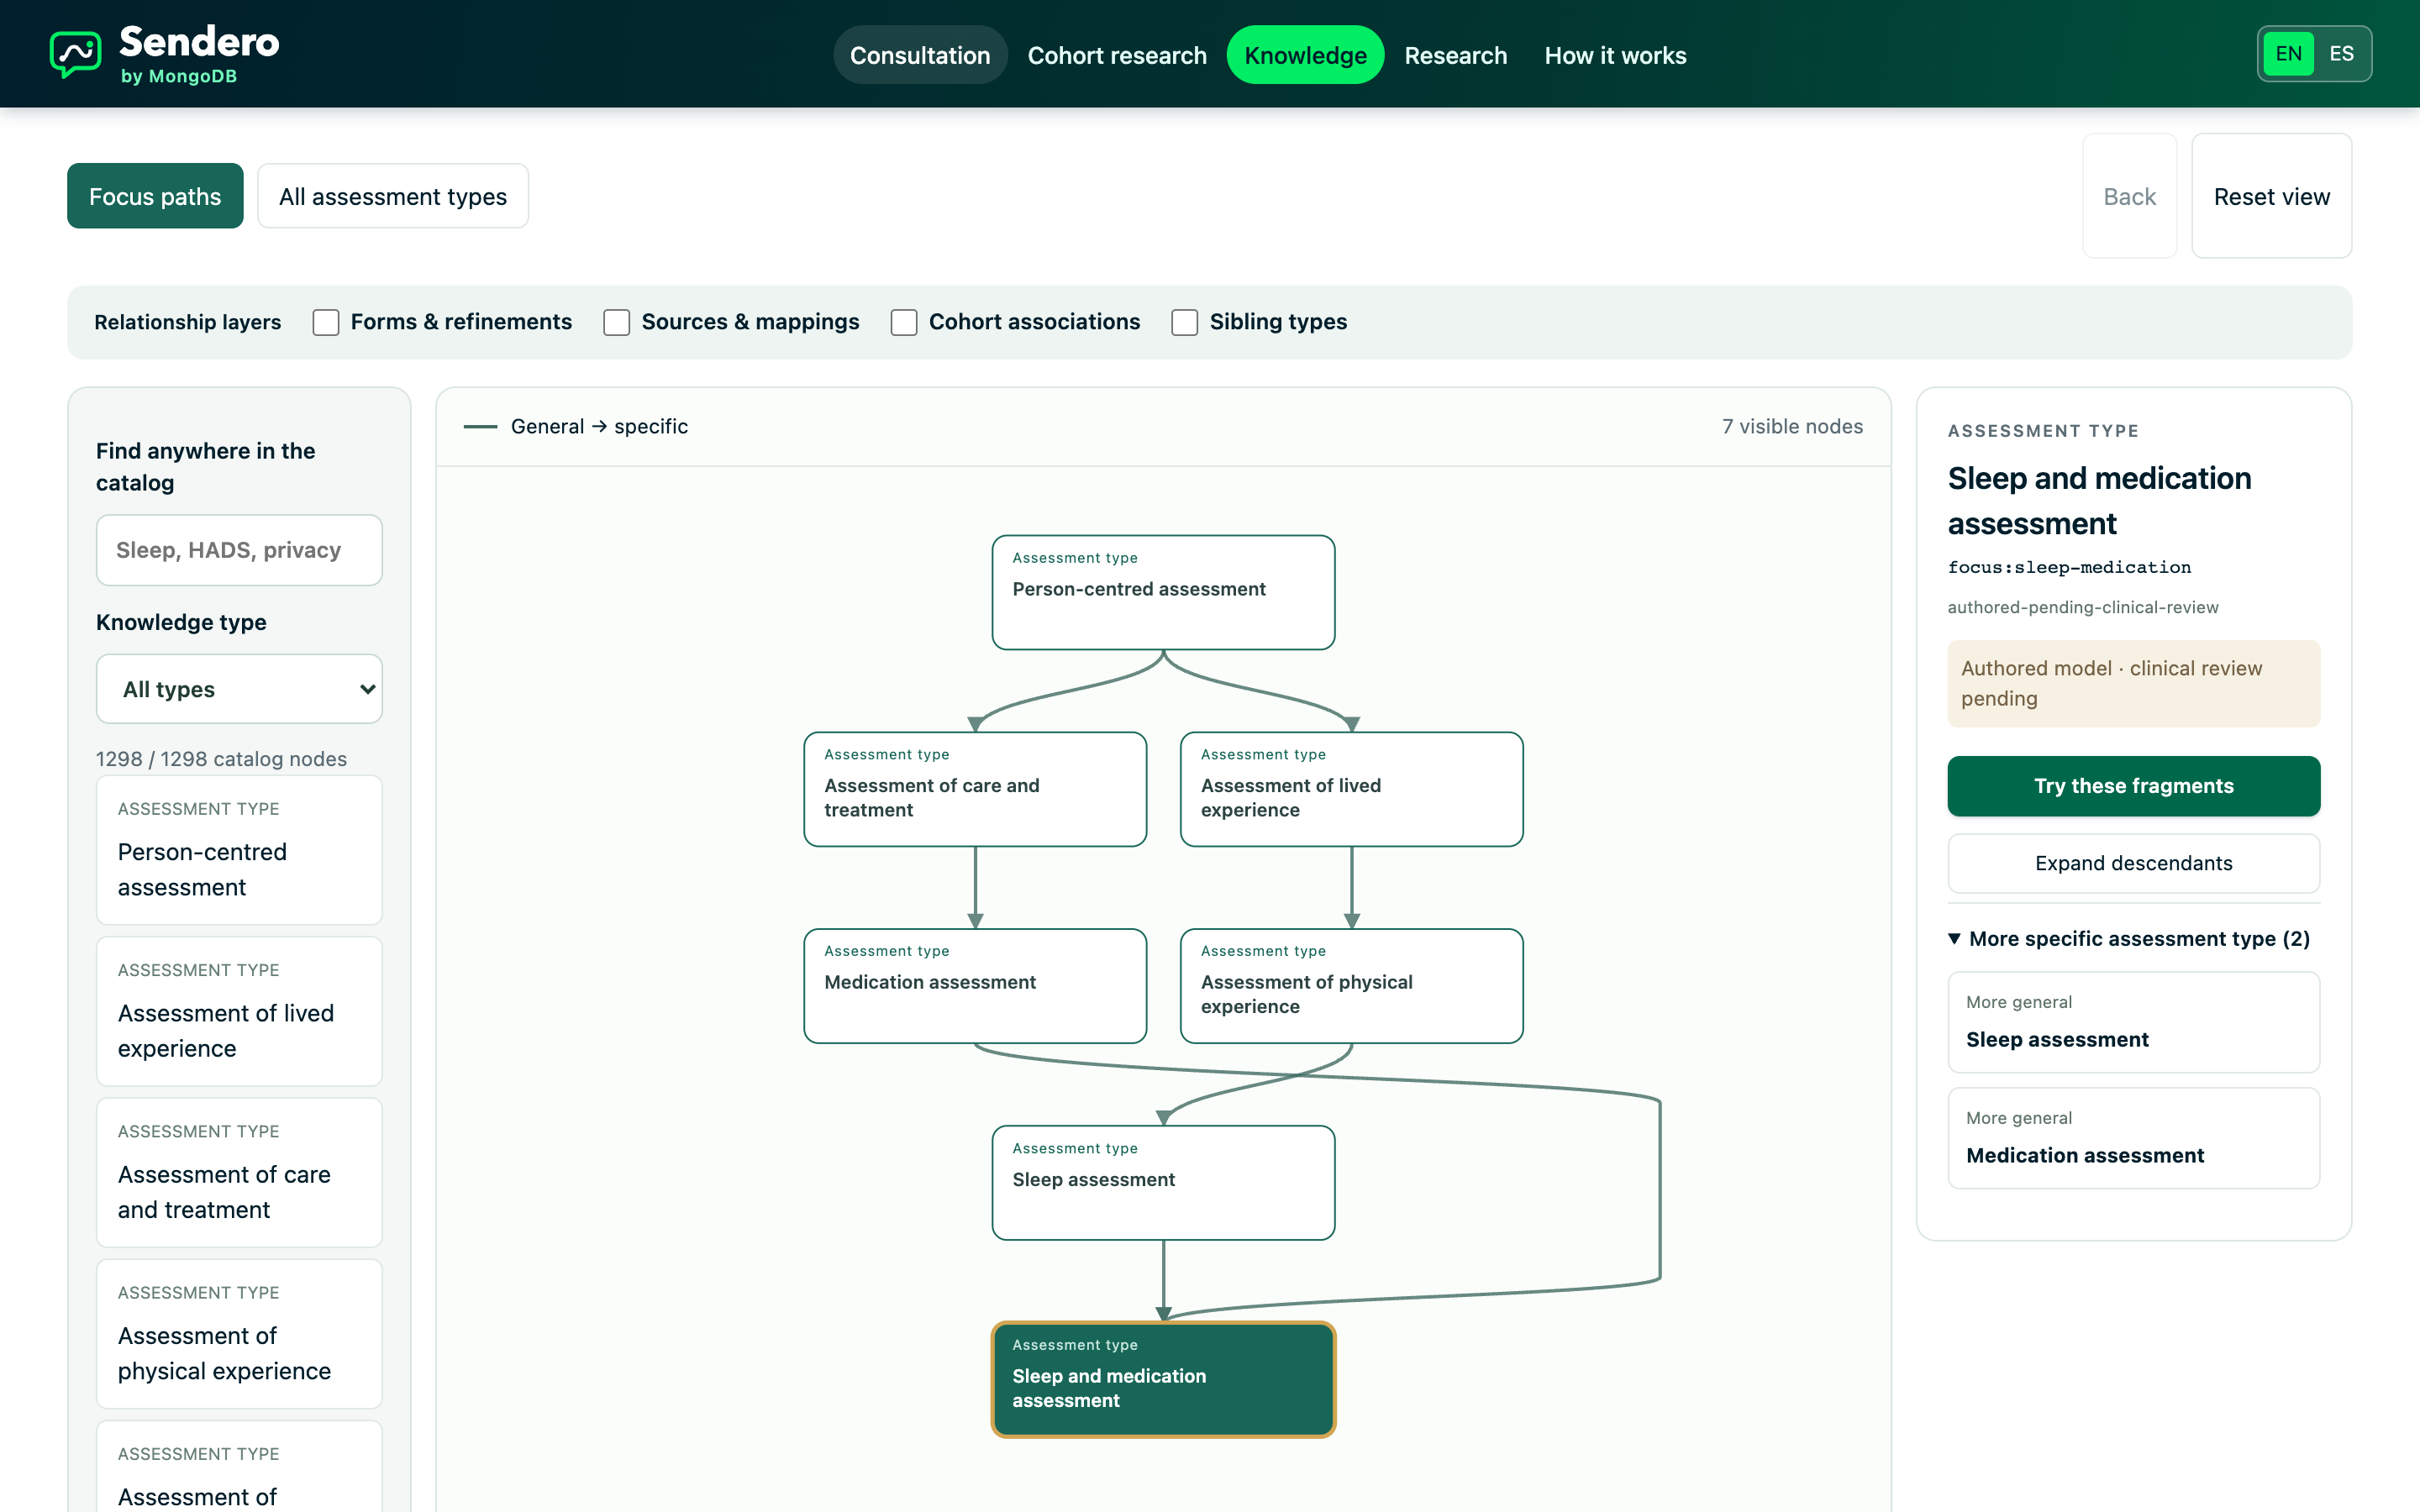 Sendero
by MongoDB
Consultation
Cohort research
Knowledge
Research
How it works
EN
ES
Focus paths
All assessment types
Back
Reset view
Relationship layers
Forms & refinements
Sources & mappings
Cohort associations
Sibling types
Find anywhere in the
catalog
Sleep, HADS, privacy
Knowledge type
All types
1298 / 1298 catalog nodes
ASSESSMENT TYPE
Person-centred
assessment
ASSESSMENT TYPE
Assessment of lived
experience
ASSESSMENT TYPE
Assessment of care
and treatment
ASSESSMENT TYPE
Assessment of
physical experience
ASSESSMENT TYPE
Assessment of
General → specific
7 visible nodes
Assessment type
Person-centred assessment
Assessment type
Assessment of care and
treatment
Assessment type
Assessment of lived
experience
Assessment type
Medication assessment
Assessment type
Assessment of physical
experience
Assessment type
Sleep assessment
Assessment type
Sleep and medication
assessment
ASSESSMENT TYPE
Sleep and medication
assessment
focus:sleep-medication
authored-pending-clinical-review
Authored model · clinical review
pending
Try these fragments
Expand descendants
▼ More specific assessment type (2)
More general
Sleep assessment
More general
Medication assessment